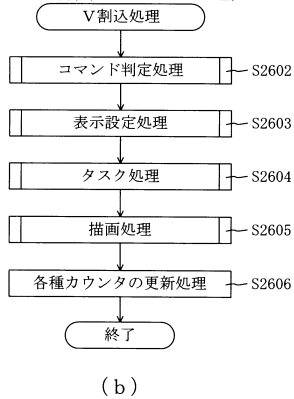 V割込処理
コマンド判定処理 S2602
表示設定処理 S2603
タスク処理 S2604
描画処理 S2605
各種カウンタの更新処理 S2606
終了
(b)